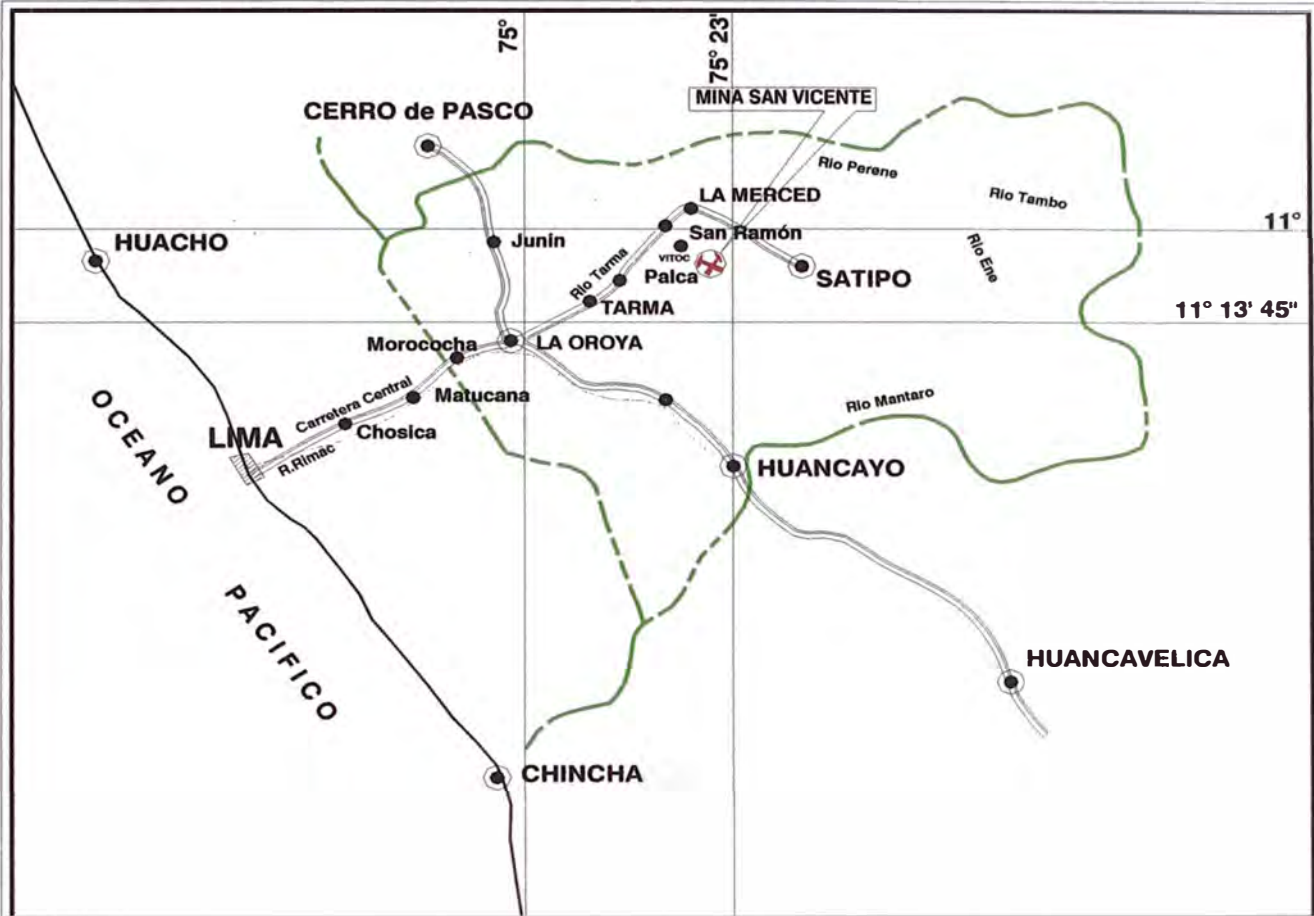 75°
75° 23'
MINA SAN VICENTE
CERRO de PASCO
Rio Perene
LA MERCED
Rio Tambo
11°
HUACHO
Junin
San Ramón
VITOC
Rio Ene
Rio Tarma
Palca
SATIPO
TARMA
11° 13' 45"
Morococha
LA OROYA
Carretera Central
Matucana
Rio Mantaro
OCEANO
LIMA
Chosica
R.Rimac
HUANCAYO
PACIFICO
HUANCAVELICA
CHINCHA